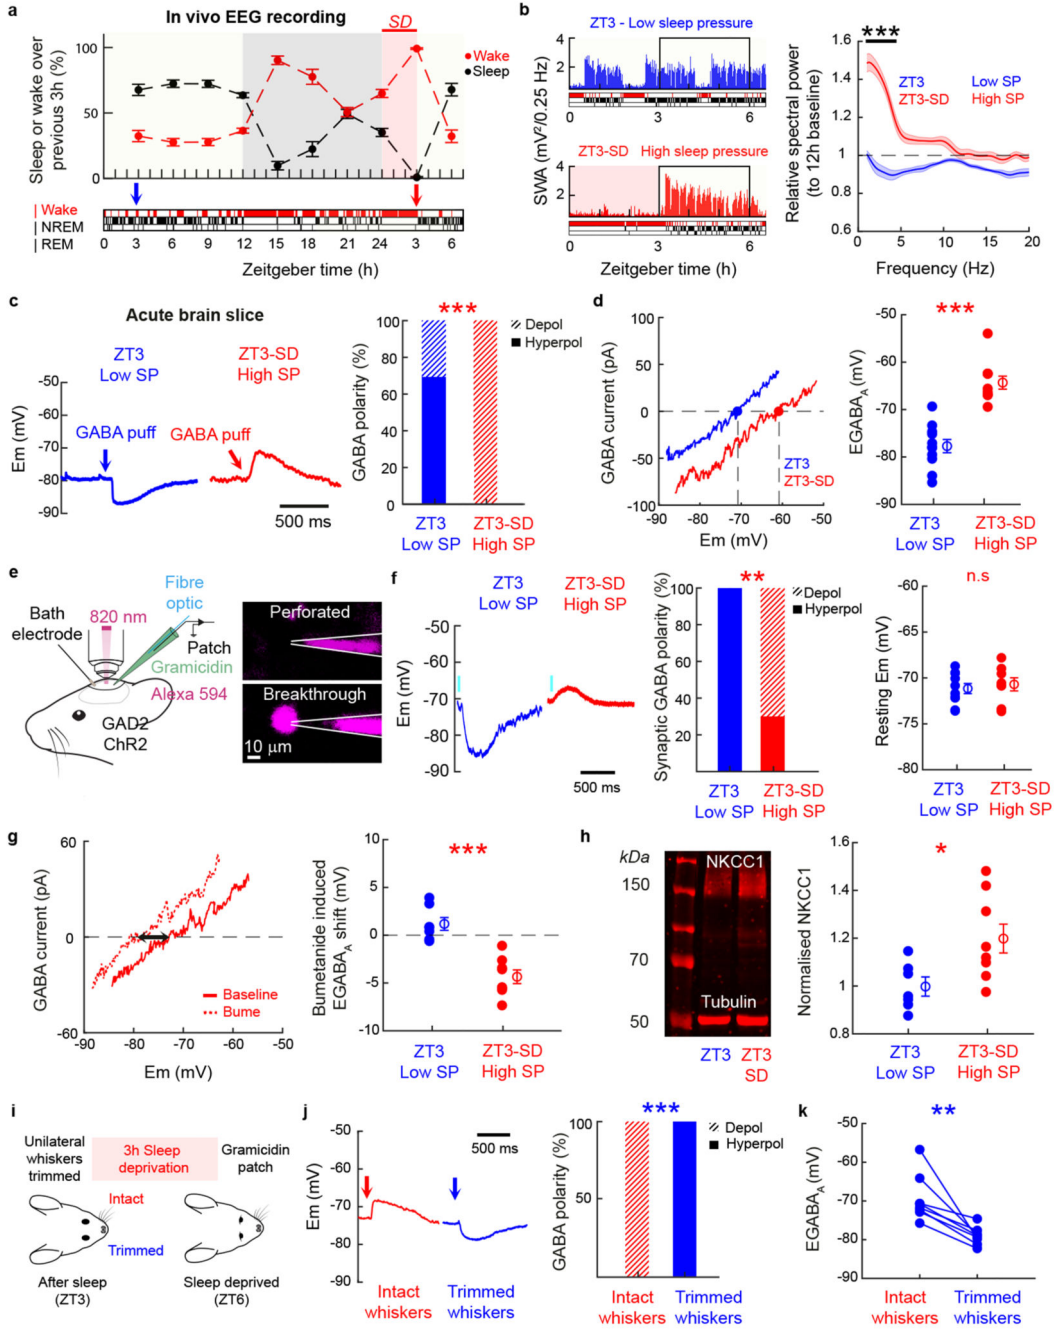 a
In vivo EEG recording
SD
Sleep or wake over
previous 3h (%)
100
50
0
Wake
Sleep
Wake
NREM
REM
0 3 6 9 12 15 18 21 24 3 6
Zeitgeber time (h)
b
SWA (mV²/0.25 Hz)
ZT3 - Low sleep pressure
4
2
0 3 6
ZT3-SD High sleep pressure
4
2
0 3 6
Zeitgeber time (h)
Relative spectral power
(to 12h baseline)
1.6
1.4
1.2
1
0.8
0.6
***
ZT3 Low SP
ZT3-SD High SP
0 5 10 15 20
Frequency (Hz)
c
Acute brain slice
ZT3
Low SP
ZT3-SD
High SP
Em (mV)
-50
-60
-70
-80
-90
GABA puff
GABA puff
500 ms
***
GABA polarity (%)
100
80
60
40
20
0
Depol
Hyperpol
ZT3
Low SP
ZT3-SD
High SP
d
GABA current (pA)
100
50
0
-50
-100
ZT3
ZT3-SD
-90 -80 -70 -60 -50
Em (mV)
EGABA_A (mV)
-50
-60
-70
-80
-90
***
ZT3
Low SP
ZT3-SD
High SP
e
Fibre
optic
Bath
electrode
820 nm
Patch
Gramicidin
Alexa 594
GAD2
ChR2
Perforated
Breakthrough
10 μm
f
ZT3
Low SP
ZT3-SD
High SP
Em (mV)
-50
-60
-70
-80
-90
500 ms
**
Synaptic GABA polarity (%)
100
80
60
40
20
Depol
Hyperpol
ZT3
Low SP
ZT3-SD
High SP
n.s
Resting Em (mV)
-60
-65
-70
-75
-80
ZT3
Low SP
ZT3-SD
High SP
g
GABA current (pA)
60
0
-60
Baseline
Bume
-90 -80 -70 -60 -50
Em (mV)
Bumetanide induced
EGABA_A shift (mV)
10
5
0
-5
-10
***
ZT3
Low SP
ZT3-SD
High SP
h
kDa
NKCC1
150
70
Tubulin
50
ZT3
ZT3
SD
Normalised NKCC1
1.6
1.4
1.2
1
0.8
*
ZT3
Low SP
ZT3-SD
High SP
i
Unilateral
whiskers
trimmed
3h Sleep
deprivation
Gramicidin
patch
Intact
Trimmed
After sleep
(ZT3)
Sleep deprived
(ZT6)
j
500 ms
Em (mV)
-50
-60
-70
-80
-90
Intact
whiskers
Trimmed
whiskers
***
GABA polarity (%)
100
50
Depol
Hyperpol
Intact
whiskers
Trimmed
whiskers
k
**
EGABA_A (mV)
-50
-60
-70
-80
-90
Intact
whiskers
Trimmed
whiskers